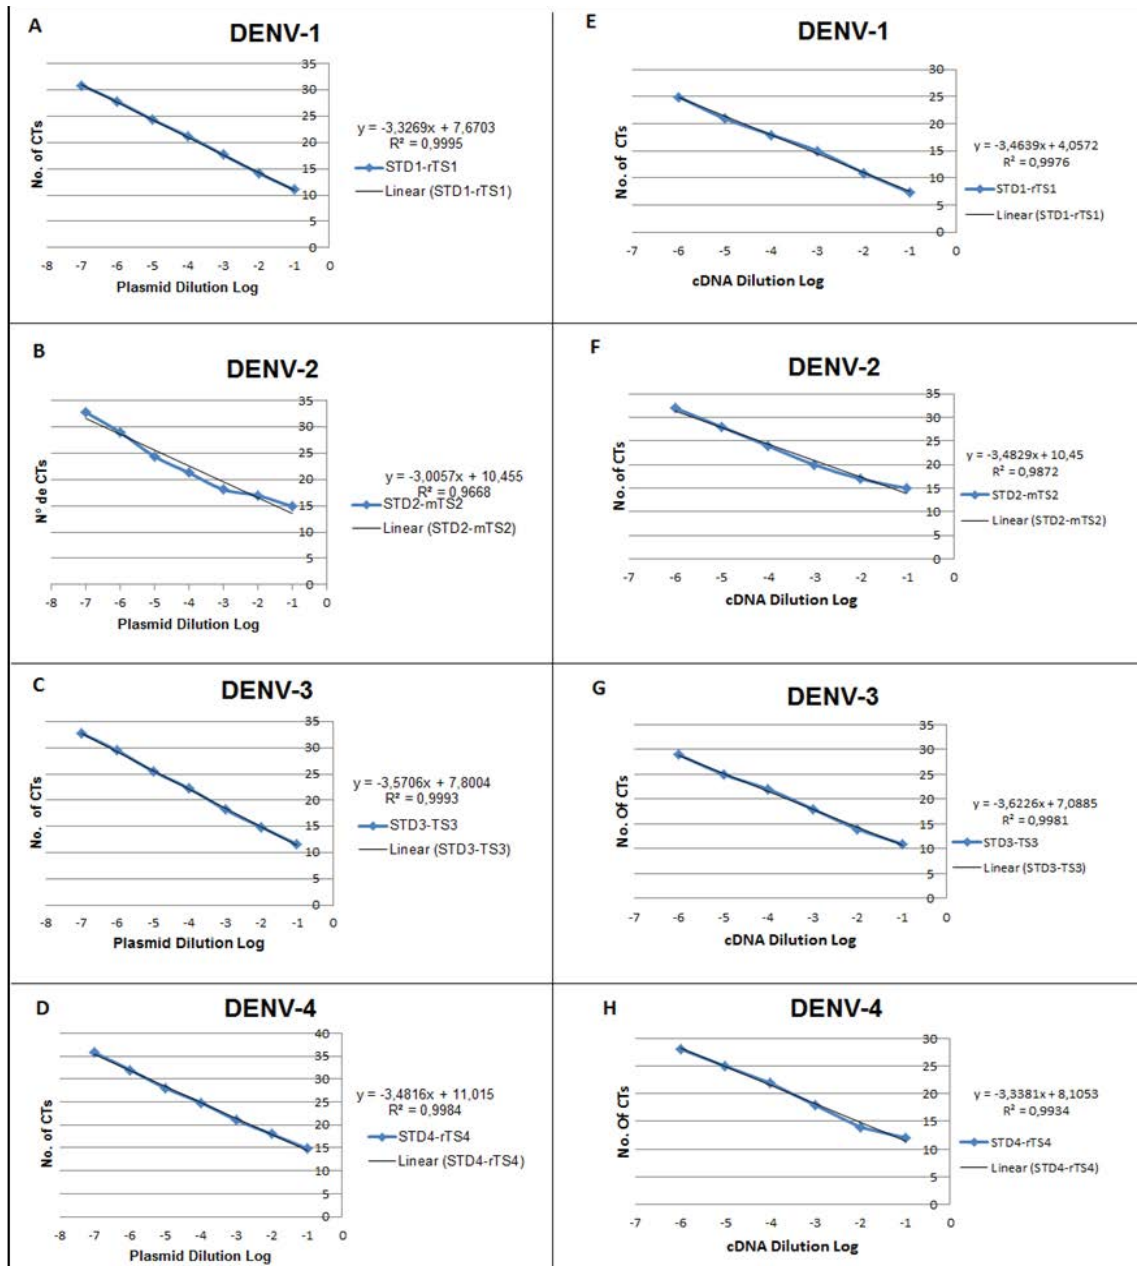 A
DENV-1
35
30
25
20
15
10
5
0
No. of CTs
y = -3,3269x + 7,6703
R² = 0,9995
STD1-rTS1
Linear (STD1-rTS1)
-8 -7 -6 -5 -4 -3 -2 -1 0
Plasmid Dilution Log
E
DENV-1
30
25
20
15
10
5
0
No. of CTs
y = -3,4639x + 4,0572
R² = 0,9976
STD1-rTS1
Linear (STD1-rTS1)
-7 -6 -5 -4 -3 -2 -1 0
cDNA Dilution Log
B
DENV-2
35
30
25
20
15
10
5
0
N° de CTs
y = -3,0057x + 10,455
R² = 0,9668
STD2-mTS2
Linear (STD2-mTS2)
-8 -7 -6 -5 -4 -3 -2 -1 0
Plasmid Dilution Log
F
DENV-2
35
30
25
20
15
10
5
0
No. of CTs
y = -3,4829x + 10,45
R² = 0,9872
STD2-mTS2
Linear (STD2-mTS2)
-7 -6 -5 -4 -3 -2 -1 0
cDNA Dilution Log
C
DENV-3
35
30
25
20
15
10
5
0
No. of CTs
y = -3,5706x + 7,8004
R² = 0,9993
STD3-TS3
Linear (STD3-TS3)
-8 -7 -6 -5 -4 -3 -2 -1 0
Plasmid Dilution Log
G
DENV-3
35
30
25
20
15
10
5
0
No. Of CTs
y = -3,6226x + 7,0885
R² = 0,9981
STD3-TS3
Linear (STD3-TS3)
-7 -6 -5 -4 -3 -2 -1 0
cDNA Dilution Log
D
DENV-4
40
35
30
25
20
15
10
5
0
No. of CTs
y = -3,4816x + 11,015
R² = 0,9984
STD4-rTS4
Linear (STD4-rTS4)
-8 -7 -6 -5 -4 -3 -2 -1 0
Plasmid Dilution Log
H
DENV-4
30
25
20
15
10
5
0
No. Of CTs
y = -3,3381x + 8,1053
R² = 0,9934
STD4-rTS4
Linear (STD4-rTS4)
-7 -6 -5 -4 -3 -2 -1 0
cDNA Dilution Log